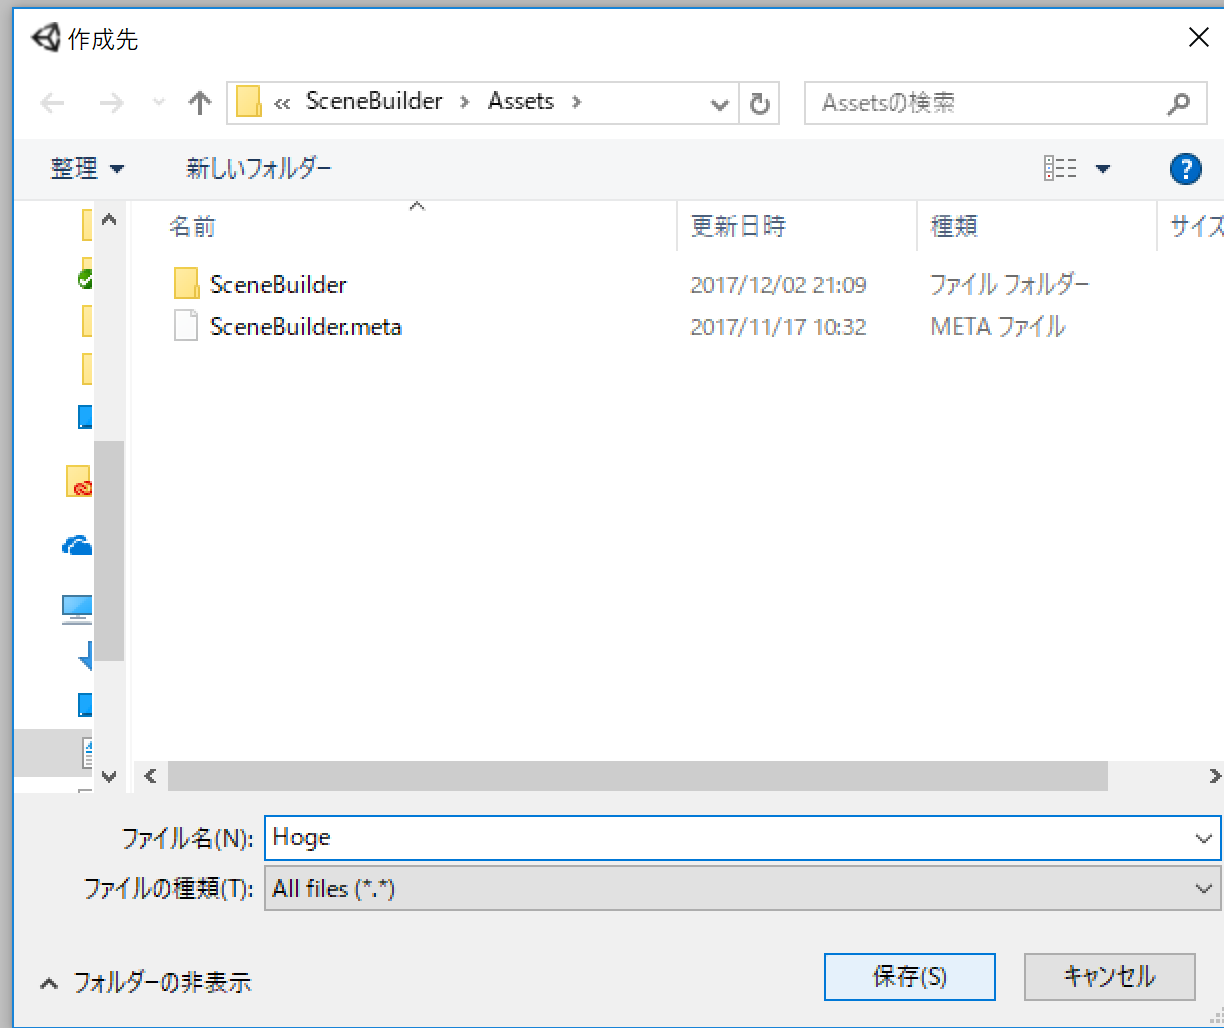 作成先
« SceneBuilder › Assets ›
Assetsの検索
整理
新しいフォルダー
?
名前 更新日時 種類 サイズ
SceneBuilder 2017/12/02 21:09 ファイル フォルダー
SceneBuilder.meta 2017/11/17 10:32 META ファイル
ファイル名(N): Hoge
ファイルの種類(T): All files (*.*)
フォルダーの非表示
保存(S)
キャンセル